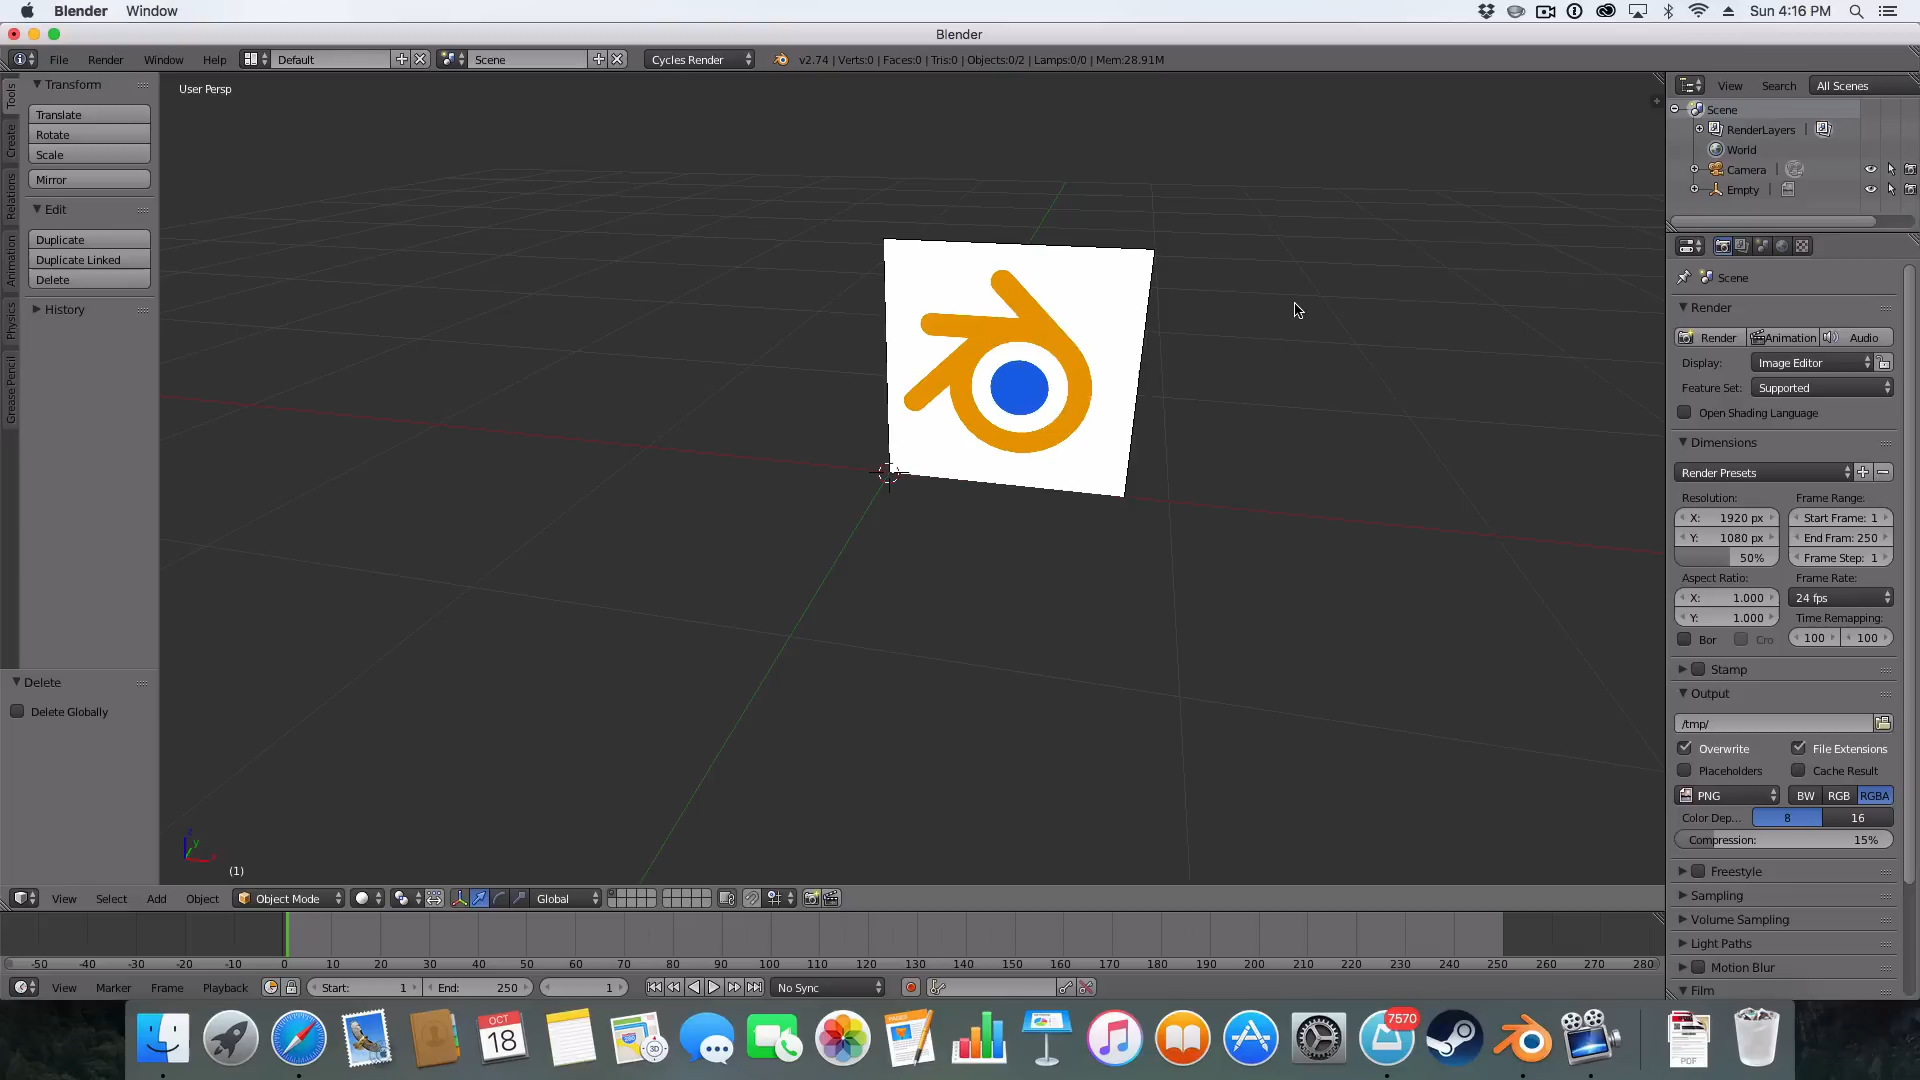 Blender Window Sun 4:16 PM
Blender
File Render Window Help Default Scene Cycles Render v2.74 | Verts:0 | Faces:0 | Tris:0 | Objects:0/2 | Lamps:0/0 | Mem:28.91M
Tools
Create
Relations
Animation
Physics
Grease Pencil
Transform
Translate
Rotate
Scale
Mirror
Edit
Duplicate
Duplicate Linked
Delete
History
Delete
Delete Globally
User Persp
z
y
x
(1)
View Select Add Object Object Mode Global
-50 -40 -30 -20 -10 0 10 20 30 40 50 60 70 80 90 100 110 120 130 140 150 160 170 180 190 200 210 220 230 240 250 260 270 280
View Marker Frame Playback Start: 1 End: 250 1 No Sync
View Search All Scenes
Scene
RenderLayers
World
Camera
Empty
Scene
Render
Render Animation Audio
Display: Image Editor
Feature Set: Supported
Open Shading Language
Dimensions
Render Presets
Resolution: Frame Range:
X: 1920 px Start Frame: 1
Y: 1080 px End Fram: 250
50% Frame Step: 1
Aspect Ratio: Frame Rate:
X: 1.000 24 fps
Y: 1.000 Time Remapping:
Bor Cro 100 100
Stamp
Output
/tmp/
Overwrite File Extensions
Placeholders Cache Result
PNG BW RGB RGBA
Color Dep... 8 16
Compression: 15%
Freestyle
Sampling
Volume Sampling
Light Paths
Motion Blur
Film
OCT
18
3D
PAGES
7570
PDF